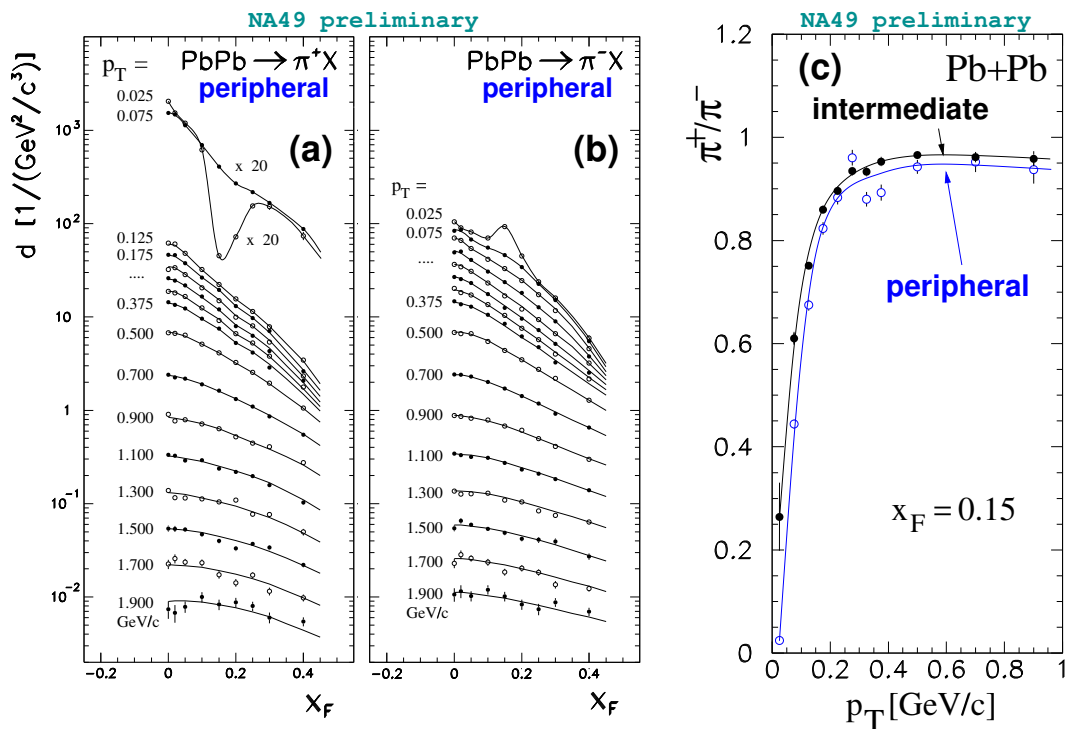 NA49 preliminary
d [1/(GeV²/c³)]
PbPb → π⁺X
peripheral
(a)
p_T =
0.025
0.075
x 20
x 20
0.125
0.175
....
0.375
0.500
0.700
0.900
1.100
1.300
1.500
1.700
1.900
GeV/c
10³
10²
10
1
10⁻¹
10⁻²
-0.2 0 0.2 0.4
x_F
PbPb → π⁻X
peripheral
(b)
p_T =
0.025
0.075
....
0.375
0.500
0.700
0.900
1.100
1.300
1.500
1.700
1.900
GeV/c
-0.2 0 0.2 0.4
x_F
NA49 preliminary
π⁺/π⁻
(c) Pb+Pb
intermediate
peripheral
x_F = 0.15
1.2
1
0.8
0.6
0.4
0.2
0
0 0.2 0.4 0.6 0.8 1
p_T [GeV/c]